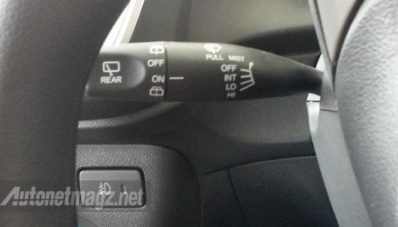 PULL MIST
OFF
OFF
INT
REAR
ON
LO
HI
Autonetmagz.net